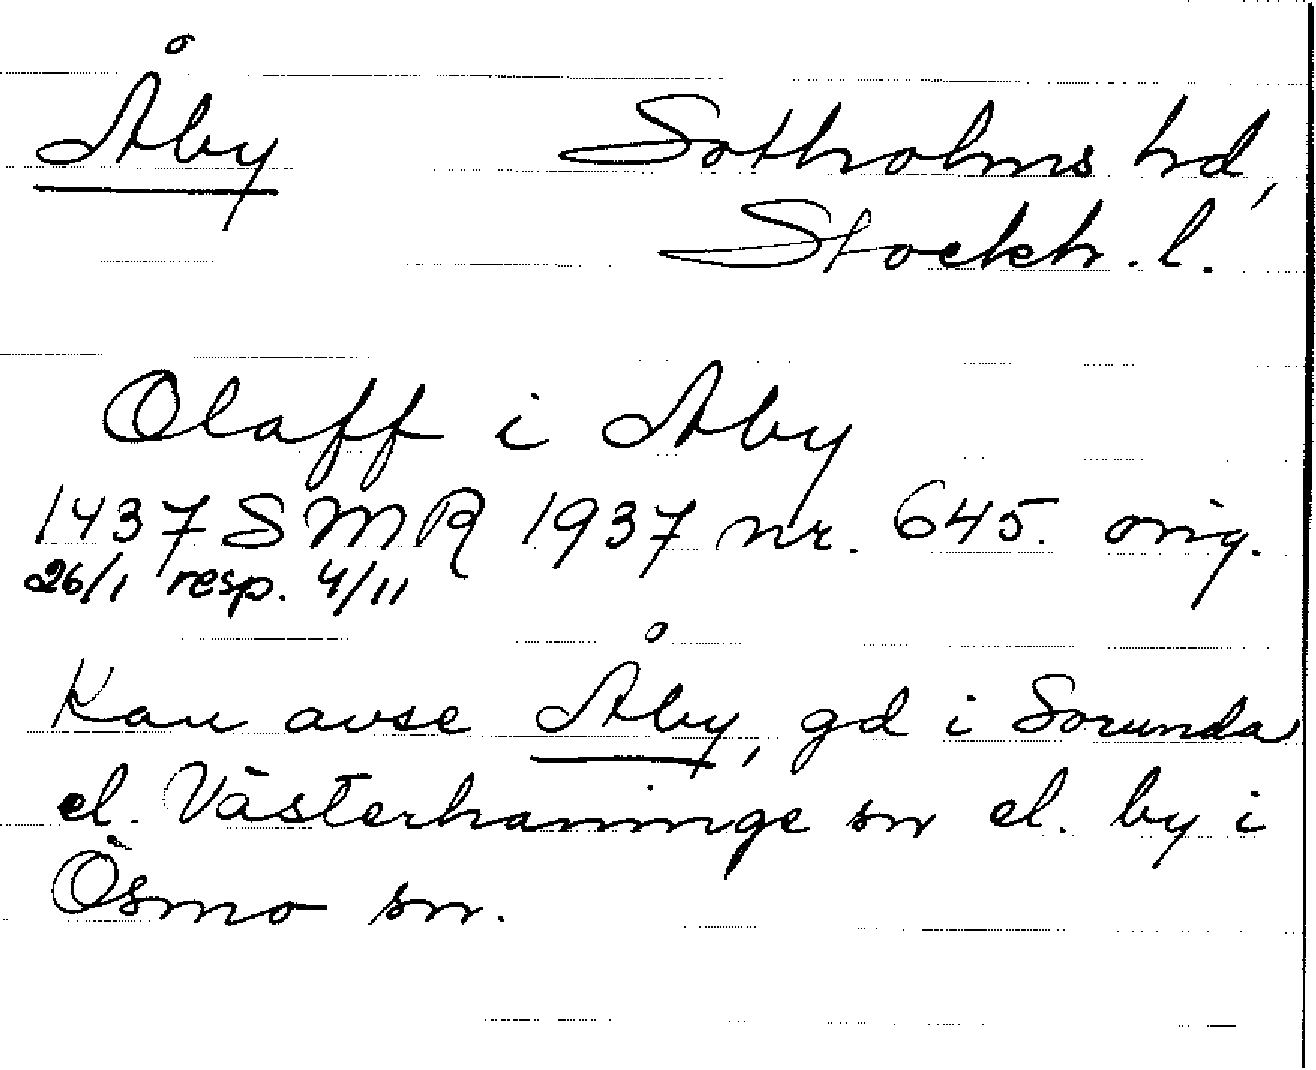 Åby Sotholms hd,
Stockh. l.
Olaff i Aby
1437 SMR 1937 nr. 645. orig.
26/1 resp. 4/11
Kan avse Åby, gd i Sorunda
el. Västerhaninge sn el. by i
Ösmo sn.